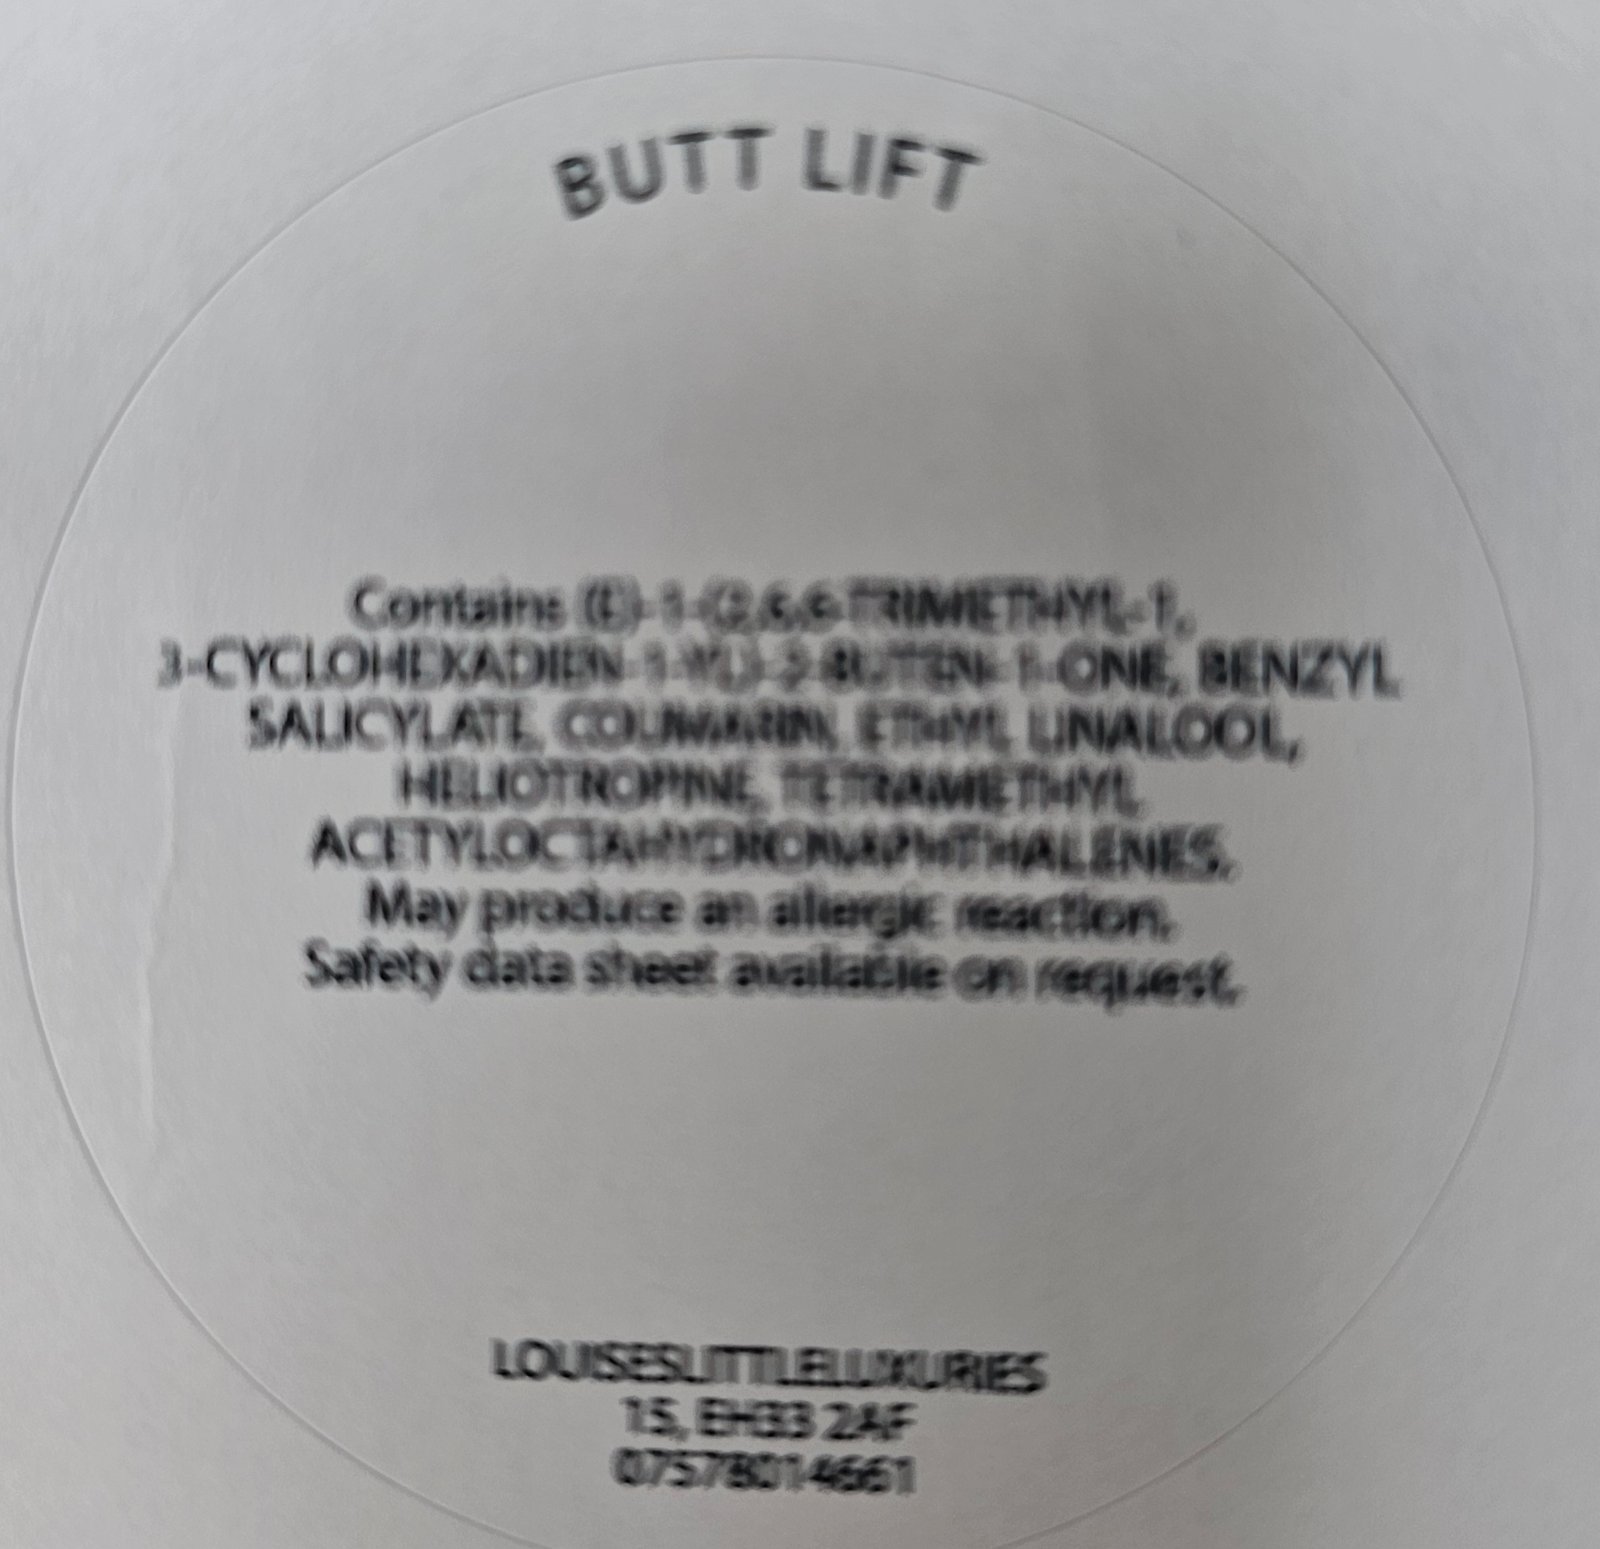 BUTT LIFT
Contains (E)-1-(2,6,6-TRIMETHYL-1,
3-CYCLOHEXADIEN-1-YL)-2-BUTEN-1-ONE, BENZYL
SALICYLATE, COUMARIN, ETHYL LINALOOL,
HELIOTROPINE, TETRAMETHYL
ACETYLOCTAHYDRONAPHTHALENES.
May produce an allergic reaction.
Safety data sheet available on request.
LOUISESLITTLELUXURIES
15, EH33 2AF
07578014661